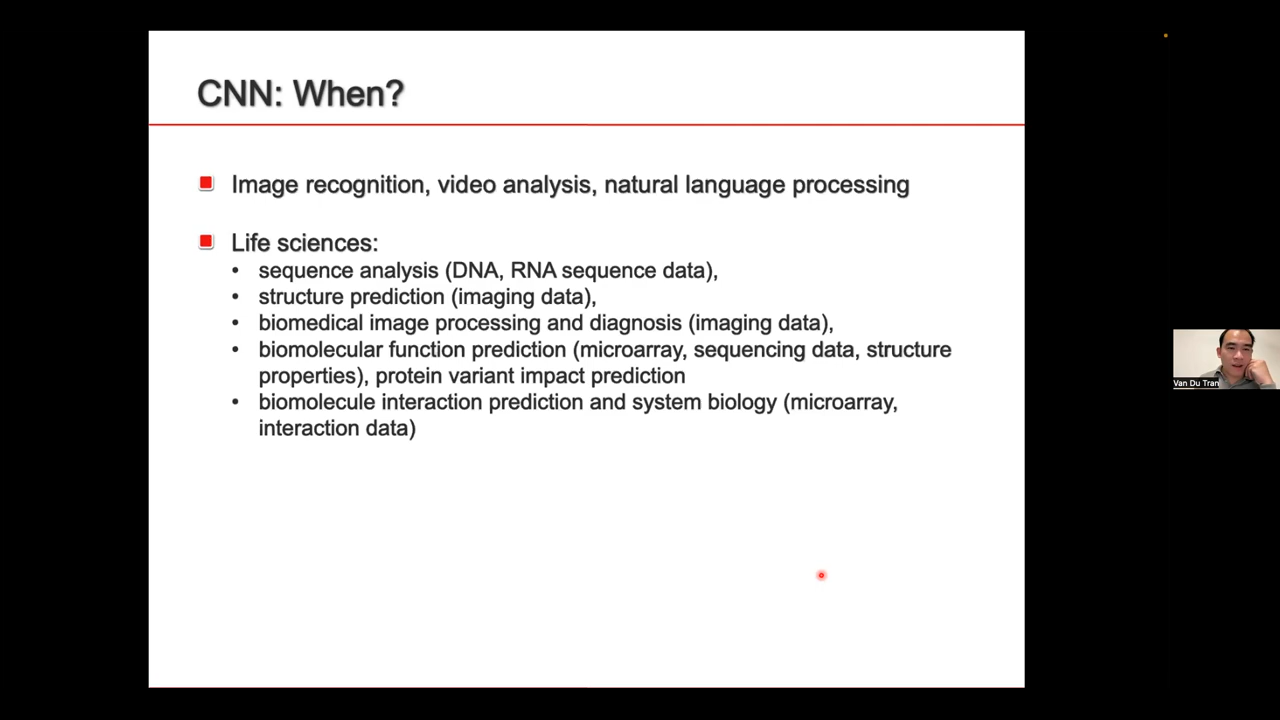 CNN: When?
Image recognition, video analysis, natural language processing
Life sciences:
• sequence analysis (DNA, RNA sequence data),
• structure prediction (imaging data),
• biomedical image processing and diagnosis (imaging data),
• biomolecular function prediction (microarray, sequencing data, structure
properties), protein variant impact prediction
• biomolecule interaction prediction and system biology (microarray,
interaction data)
Van Du Tran